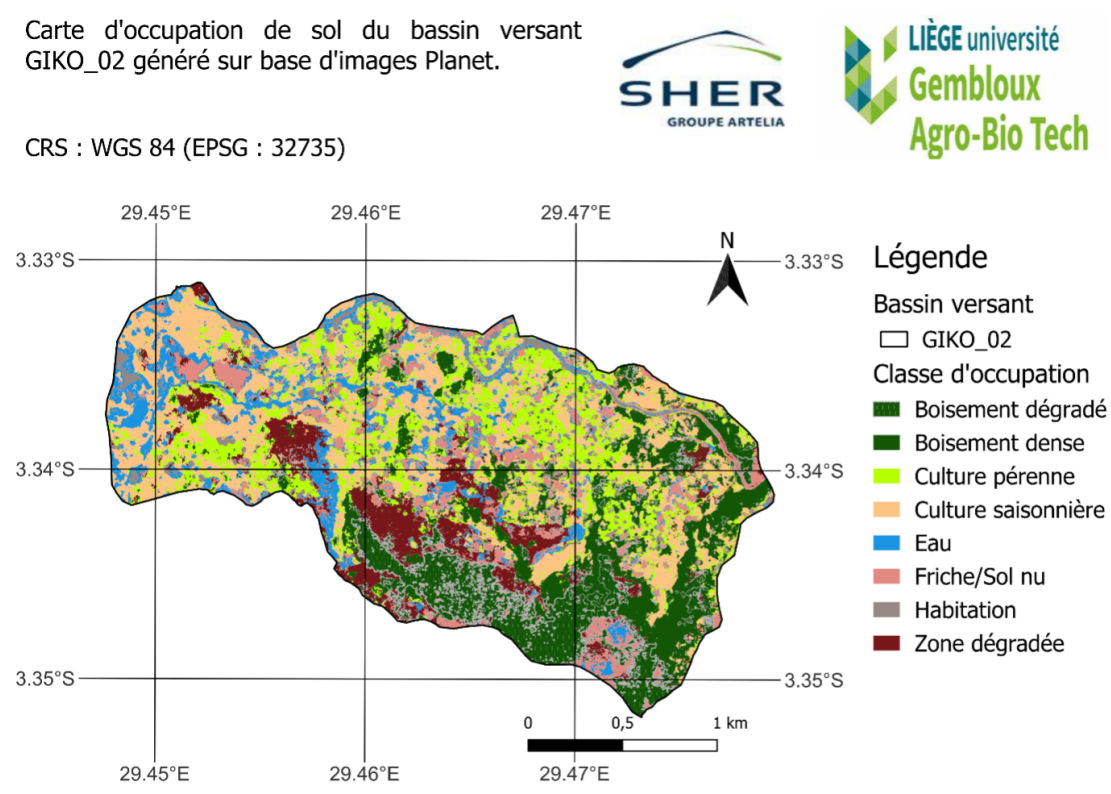 Carte d'occupation de sol du bassin versant
GIKO_02 généré sur base d'images Planet.
CRS : WGS 84 (EPSG : 32735)
SHER
GROUPE ARTELIA
LIÈGE université
Gembloux
Agro-Bio Tech
29.45°E 29.46°E 29.47°E
3.33°S 3.33°S
N
3.34°S 3.34°S
3.35°S 3.35°S
0 0,5 1 km
29.45°E 29.46°E 29.47°E
Légende
Bassin versant
GIKO_02
Classe d'occupation
Boisement dégradé
Boisement dense
Culture pérenne
Culture saisonnière
Eau
Friche/Sol nu
Habitation
Zone dégradée